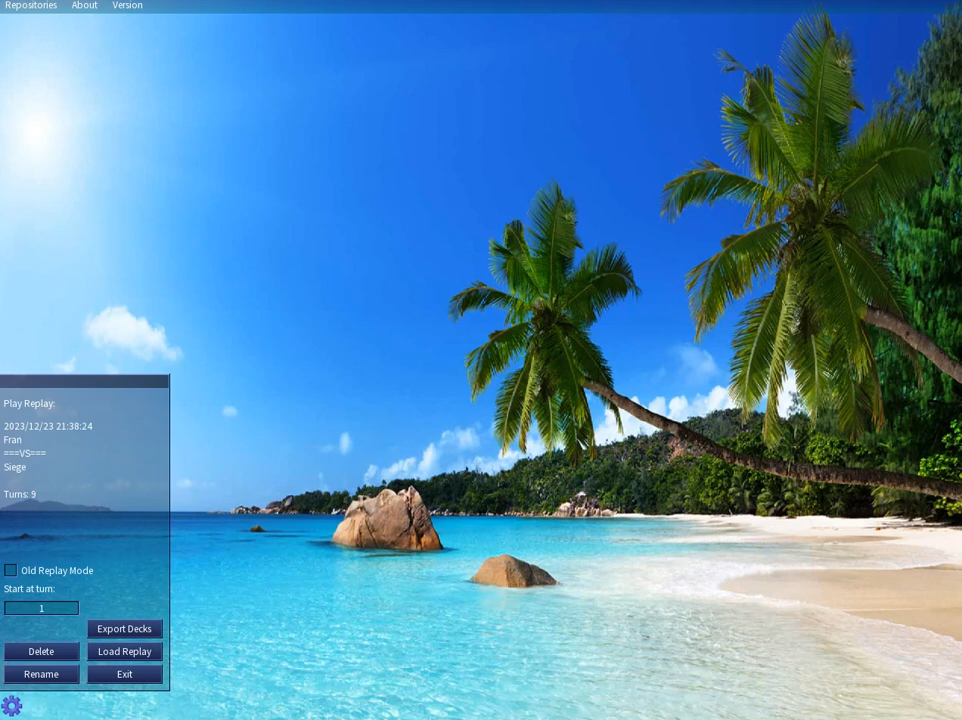 Repositories About Version
Play Replay:
2023/12/23 21:38:24
Fran
===VS===
Siege
Turns: 9
Old Replay Mode
Start at turn:
1
Export Decks
Delete Load Replay
Rename Exit